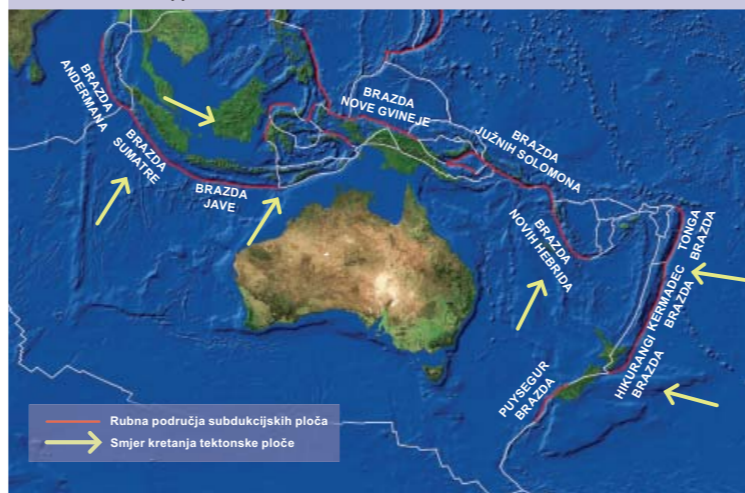 BRAZDA
ANDERMANA
BRAZDA
SUMATRE
BRAZDA
JAVE
BRAZDA
NOVE GVINEJE
BRAZDA
JUŽNIH SOLOMONA
BRAZDA
NOVIH HEBRIDA
TONGA
BRAZDA
KERMADEC
BRAZDA
HIKURANGI
BRAZDA
PUYSEGUR
BRAZDA
Rubna područja subdukcijskih ploča
Smjer kretanja tektonske ploče